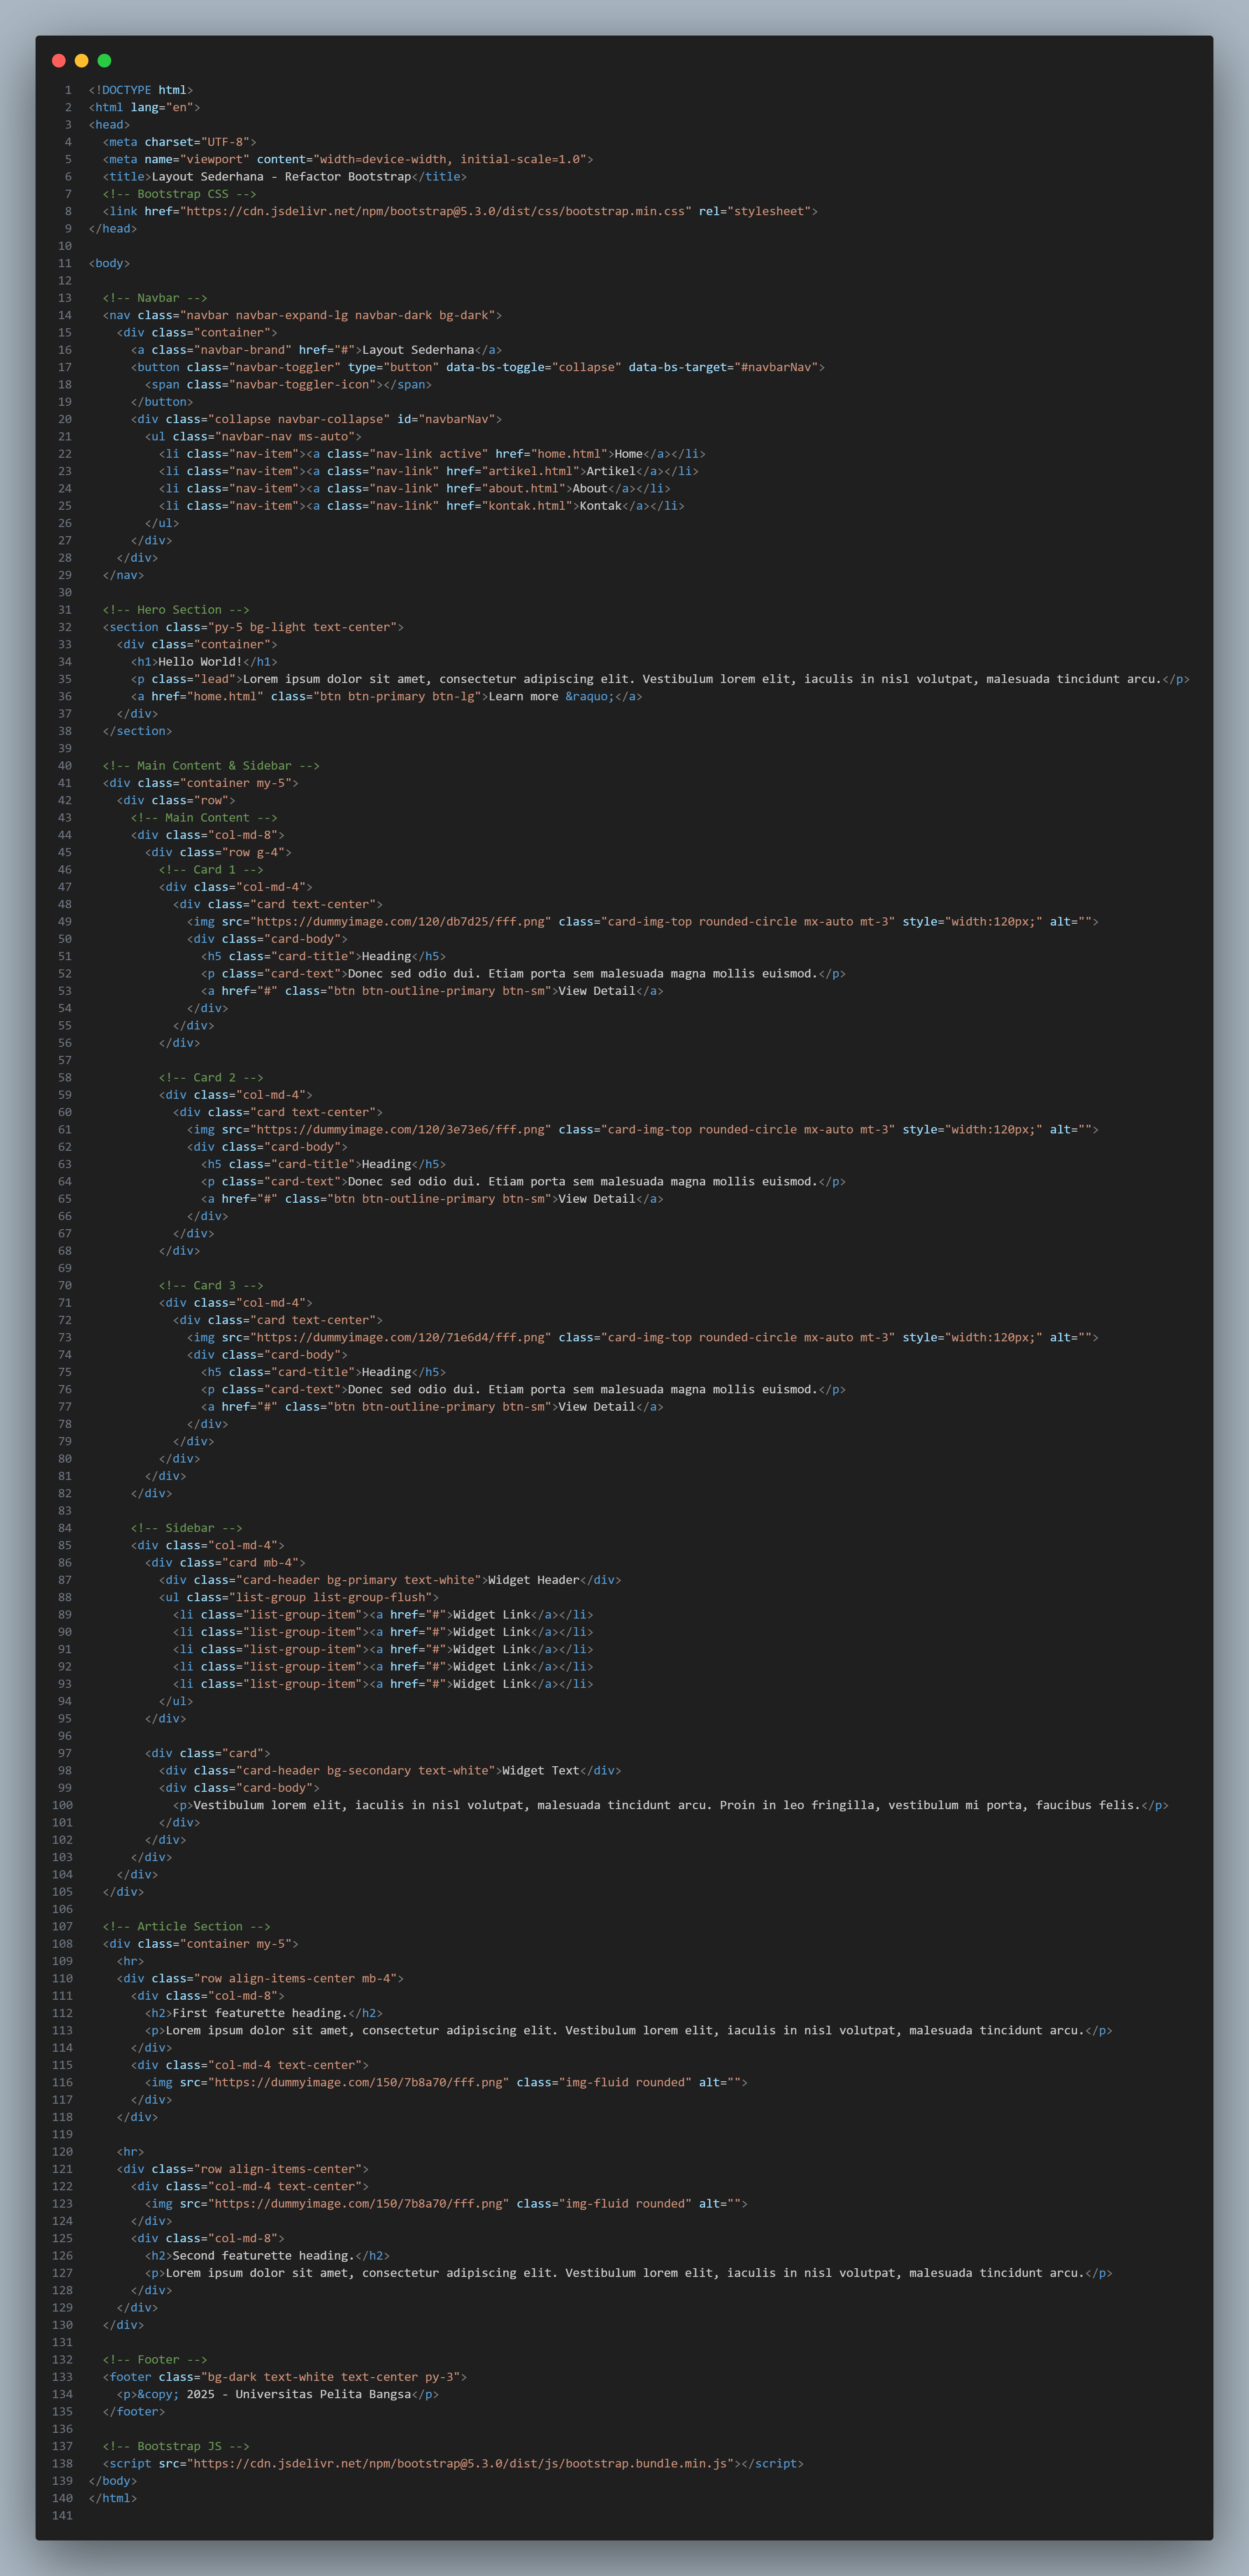 1 <!DOCTYPE html>
2 <html lang="en">
3 <head>
4   <meta charset="UTF-8">
5   <meta name="viewport" content="width=device-width, initial-scale=1.0">
6   <title>Layout Sederhana - Refactor Bootstrap</title>
7   <!-- Bootstrap CSS -->
8   <link href="https://cdn.jsdelivr.net/npm/bootstrap@5.3.0/dist/css/bootstrap.min.css" rel="stylesheet">
9 </head>
10
11 <body>
12
13   <!-- Navbar -->
14   <nav class="navbar navbar-expand-lg navbar-dark bg-dark">
15     <div class="container">
16       <a class="navbar-brand" href="#">Layout Sederhana</a>
17       <button class="navbar-toggler" type="button" data-bs-toggle="collapse" data-bs-target="#navbarNav">
18         <span class="navbar-toggler-icon"></span>
19       </button>
20       <div class="collapse navbar-collapse" id="navbarNav">
21         <ul class="navbar-nav ms-auto">
22           <li class="nav-item"><a class="nav-link active" href="home.html">Home</a></li>
23           <li class="nav-item"><a class="nav-link" href="artikel.html">Artikel</a></li>
24           <li class="nav-item"><a class="nav-link" href="about.html">About</a></li>
25           <li class="nav-item"><a class="nav-link" href="kontak.html">Kontak</a></li>
26         </ul>
27       </div>
28     </div>
29   </nav>
30
31   <!-- Hero Section -->
32   <section class="py-5 bg-light text-center">
33     <div class="container">
34       <h1>Hello World!</h1>
35       <p class="lead">Lorem ipsum dolor sit amet, consectetur adipiscing elit. Vestibulum lorem elit, iaculis in nisl volutpat, malesuada tincidunt arcu.</p>
36       <a href="home.html" class="btn btn-primary btn-lg">Learn more &raquo;</a>
37     </div>
38   </section>
39
40   <!-- Main Content & Sidebar -->
41   <div class="container my-5">
42     <div class="row">
43       <!-- Main Content -->
44       <div class="col-md-8">
45         <div class="row g-4">
46           <!-- Card 1 -->
47           <div class="col-md-4">
48             <div class="card text-center">
49               <img src="https://dummyimage.com/120/db7d25/fff.png" class="card-img-top rounded-circle mx-auto mt-3" style="width:120px;" alt="">
50               <div class="card-body">
51                 <h5 class="card-title">Heading</h5>
52                 <p class="card-text">Donec sed odio dui. Etiam porta sem malesuada magna mollis euismod.</p>
53                 <a href="#" class="btn btn-outline-primary btn-sm">View Detail</a>
54               </div>
55             </div>
56           </div>
57
58           <!-- Card 2 -->
59           <div class="col-md-4">
60             <div class="card text-center">
61               <img src="https://dummyimage.com/120/3e73e6/fff.png" class="card-img-top rounded-circle mx-auto mt-3" style="width:120px;" alt="">
62               <div class="card-body">
63                 <h5 class="card-title">Heading</h5>
64                 <p class="card-text">Donec sed odio dui. Etiam porta sem malesuada magna mollis euismod.</p>
65                 <a href="#" class="btn btn-outline-primary btn-sm">View Detail</a>
66               </div>
67             </div>
68           </div>
69
70           <!-- Card 3 -->
71           <div class="col-md-4">
72             <div class="card text-center">
73               <img src="https://dummyimage.com/120/71e6d4/fff.png" class="card-img-top rounded-circle mx-auto mt-3" style="width:120px;" alt="">
74               <div class="card-body">
75                 <h5 class="card-title">Heading</h5>
76                 <p class="card-text">Donec sed odio dui. Etiam porta sem malesuada magna mollis euismod.</p>
77                 <a href="#" class="btn btn-outline-primary btn-sm">View Detail</a>
78               </div>
79             </div>
80           </div>
81         </div>
82       </div>
83
84       <!-- Sidebar -->
85       <div class="col-md-4">
86         <div class="card mb-4">
87           <div class="card-header bg-primary text-white">Widget Header</div>
88           <ul class="list-group list-group-flush">
89             <li class="list-group-item"><a href="#">Widget Link</a></li>
90             <li class="list-group-item"><a href="#">Widget Link</a></li>
91             <li class="list-group-item"><a href="#">Widget Link</a></li>
92             <li class="list-group-item"><a href="#">Widget Link</a></li>
93             <li class="list-group-item"><a href="#">Widget Link</a></li>
94           </ul>
95         </div>
96
97         <div class="card">
98           <div class="card-header bg-secondary text-white">Widget Text</div>
99           <div class="card-body">
100             <p>Vestibulum lorem elit, iaculis in nisl volutpat, malesuada tincidunt arcu. Proin in leo fringilla, vestibulum mi porta, faucibus felis.</p>
101           </div>
102         </div>
103       </div>
104     </div>
105   </div>
106
107   <!-- Article Section -->
108   <div class="container my-5">
109     <hr>
110     <div class="row align-items-center mb-4">
111       <div class="col-md-8">
112         <h2>First featurette heading.</h2>
113         <p>Lorem ipsum dolor sit amet, consectetur adipiscing elit. Vestibulum lorem elit, iaculis in nisl volutpat, malesuada tincidunt arcu.</p>
114       </div>
115       <div class="col-md-4 text-center">
116         <img src="https://dummyimage.com/150/7b8a70/fff.png" class="img-fluid rounded" alt="">
117       </div>
118     </div>
119
120     <hr>
121     <div class="row align-items-center">
122       <div class="col-md-4 text-center">
123         <img src="https://dummyimage.com/150/7b8a70/fff.png" class="img-fluid rounded" alt="">
124       </div>
125       <div class="col-md-8">
126         <h2>Second featurette heading.</h2>
127         <p>Lorem ipsum dolor sit amet, consectetur adipiscing elit. Vestibulum lorem elit, iaculis in nisl volutpat, malesuada tincidunt arcu.</p>
128       </div>
129     </div>
130   </div>
131
132   <!-- Footer -->
133   <footer class="bg-dark text-white text-center py-3">
134     <p>&copy; 2025 - Universitas Pelita Bangsa</p>
135   </footer>
136
137   <!-- Bootstrap JS -->
138   <script src="https://cdn.jsdelivr.net/npm/bootstrap@5.3.0/dist/js/bootstrap.bundle.min.js"></script>
139 </body>
140 </html>
141